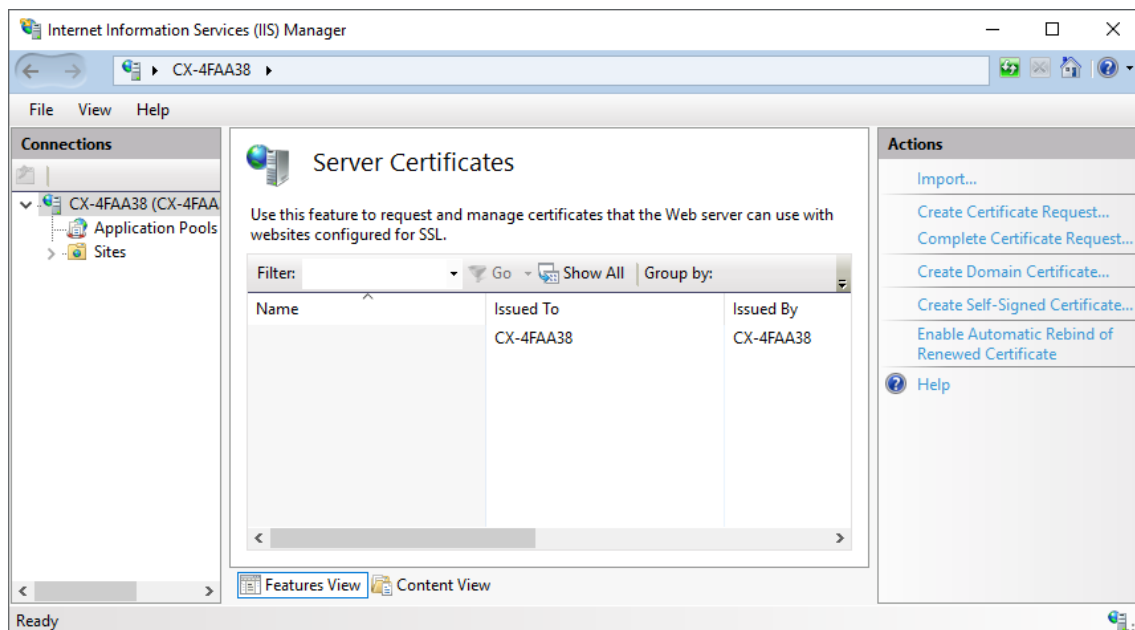 Internet Information Services (IIS) Manager
CX-4FAA38
File View Help
Connections
CX-4FAA38 (CX-4FAA
Application Pools
Sites
Server Certificates
Use this feature to request and manage certificates that the Web server can use with
websites configured for SSL.
Filter: Go Show All Group by:
Name Issued To Issued By
CX-4FAA38 CX-4FAA38
Features View Content View
Actions
Import...
Create Certificate Request...
Complete Certificate Request...
Create Domain Certificate...
Create Self-Signed Certificate...
Enable Automatic Rebind of
Renewed Certificate
Help
Ready